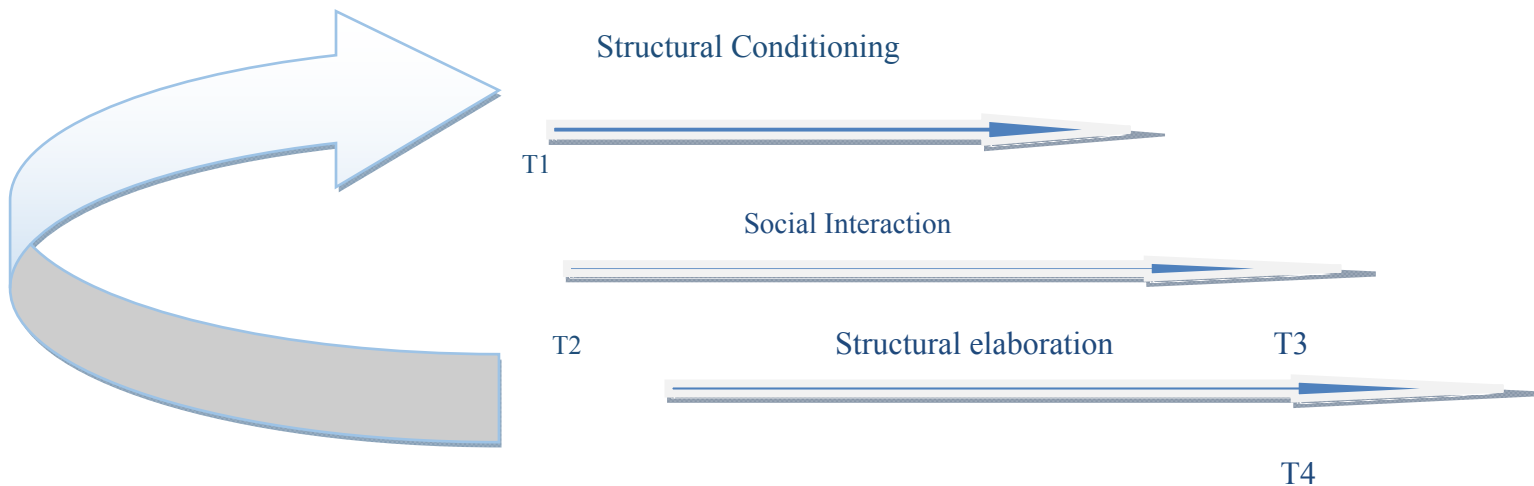 Structural Conditioning
T1
Social Interaction
T2 Structural elaboration T3
T4